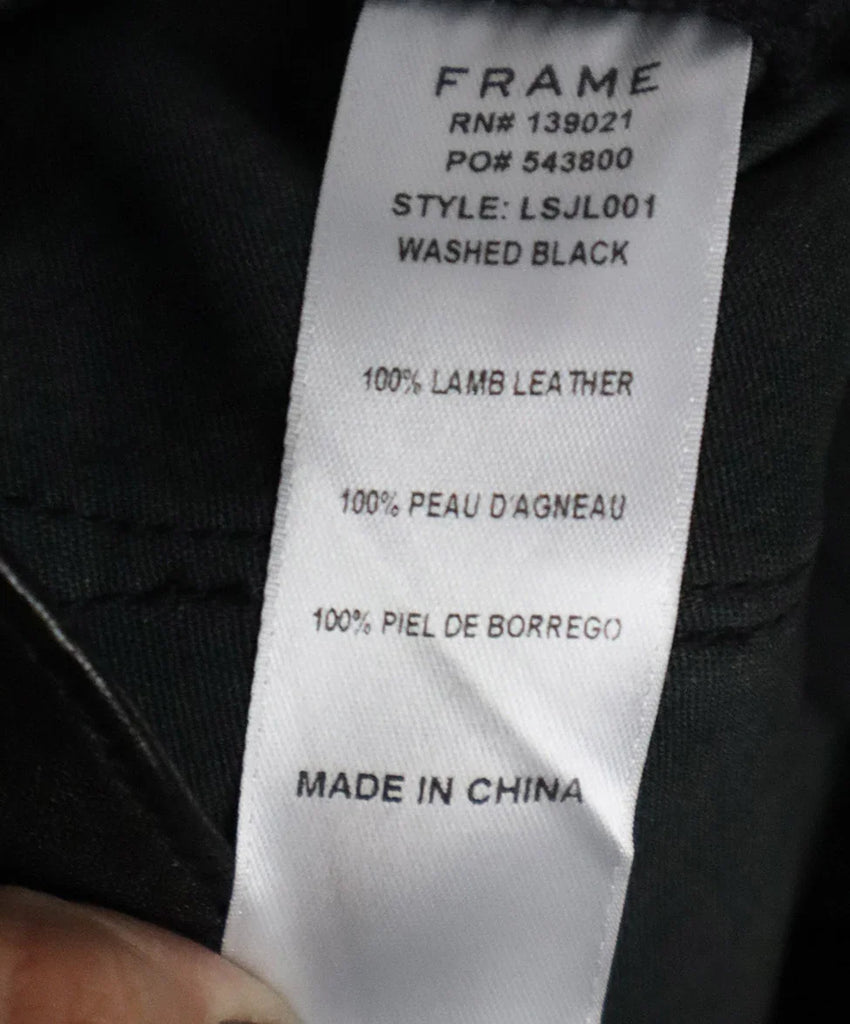 FRAME
RN# 139021
PO# 543800
STYLE: LSJL001
WASHED BLACK
100% LAMB LEATHER
100% PEAU D'AGNEAU
100% PIEL DE BORREGO
MADE IN CHINA